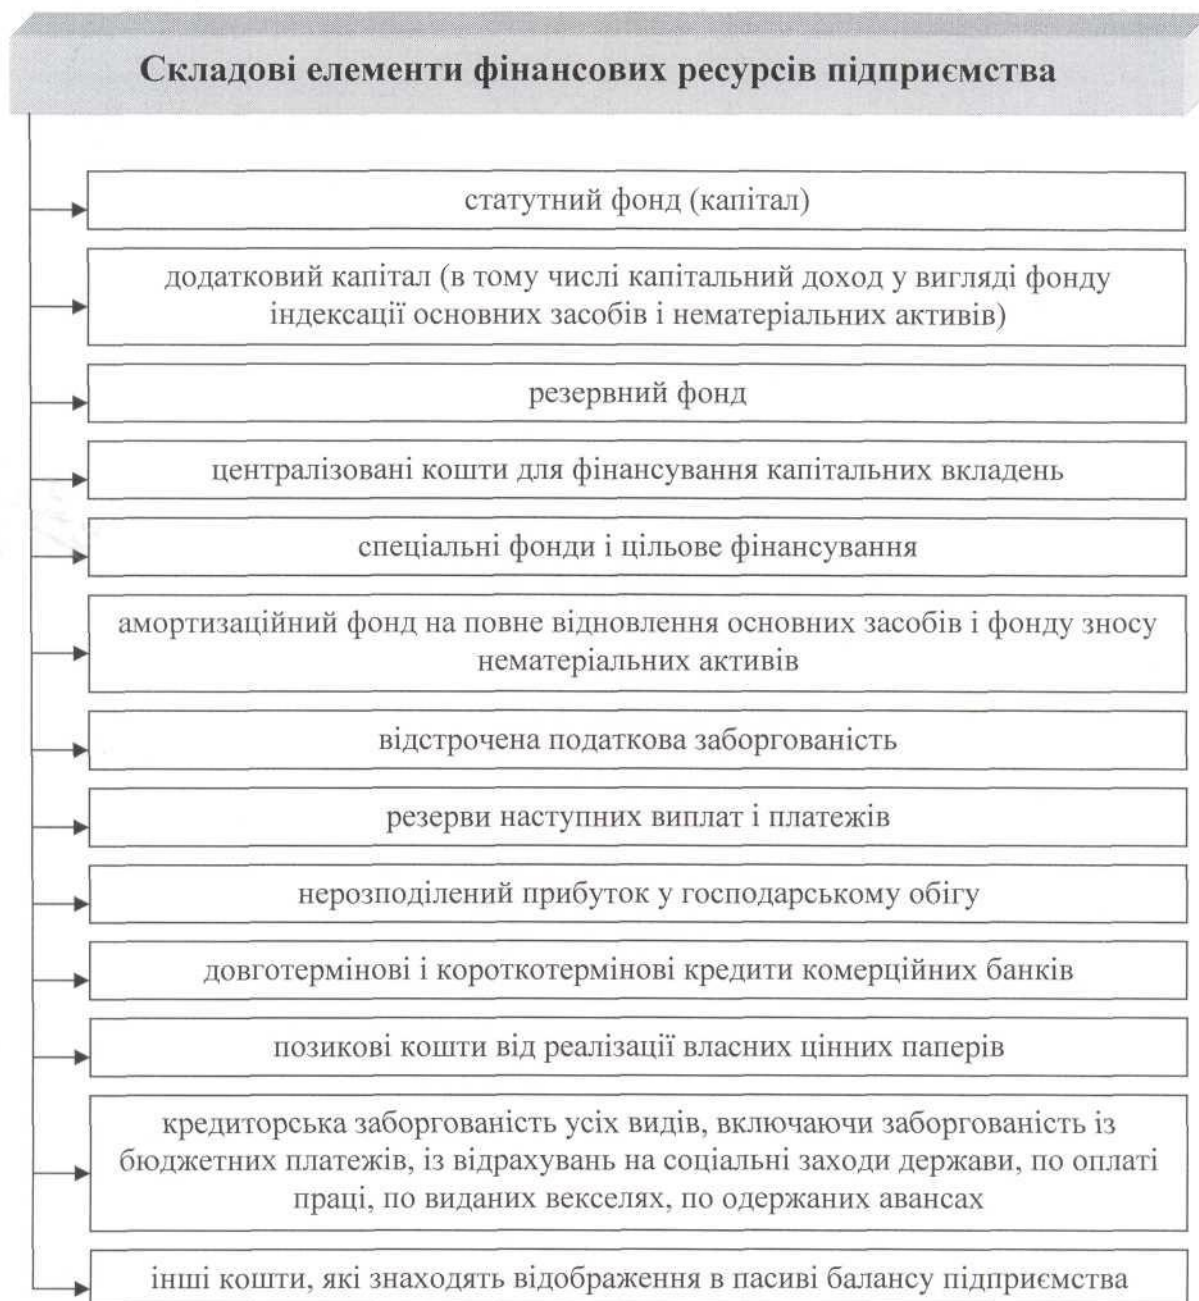 Складові елементи фінансових ресурсів підприємства
статутний фонд (капітал)
додатковий капітал (в тому числі капітальний доход у вигляді фонду
індексації основних засобів і нематеріальних активів)
резервний фонд
централізовані кошти для фінансування капітальних вкладень
спеціальні фонди і цільове фінансування
амортизаційний фонд на повне відновлення основних засобів і фонду зносу
нематеріальних активів
відстрочена податкова заборгованість
резерви наступних виплат і платежів
нерозподілений прибуток у господарському обігу
довготермінові і короткотермінові кредити комерційних банків
позикові кошти від реалізації власних цінних паперів
кредиторська заборгованість усіх видів, включаючи заборгованість із
бюджетних платежів, із відрахувань на соціальні заходи держави, по оплаті
праці, по виданих векселях, по одержаних авансах
інші кошти, які знаходять відображення в пасиві балансу підприємства